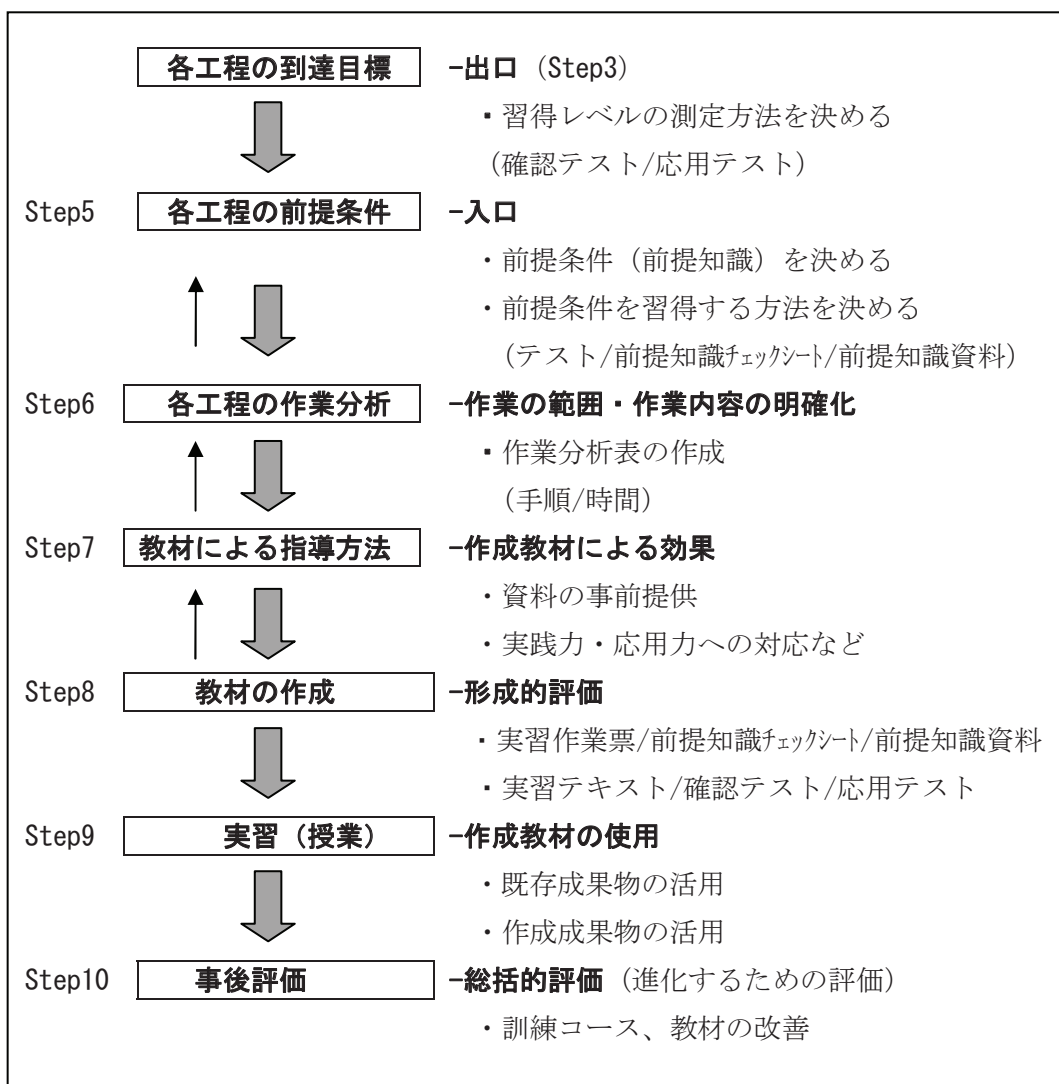 各工程の到達目標 −出口（Step3）
・習得レベルの測定方法を決める
（確認テスト/応用テスト）
Step5 各工程の前提条件 −入口
・前提条件（前提知識）を決める
・前提条件を習得する方法を決める
（テスト/前提知識ﾁｪｯｸｼｰﾄ/前提知識資料）
Step6 各工程の作業分析 −作業の範囲・作業内容の明確化
・作業分析表の作成
（手順/時間）
Step7 教材による指導方法 −作成教材による効果
・資料の事前提供
・実践力・応用力への対応など
Step8 教材の作成 −形成的評価
・実習作業票/前提知識ﾁｪｯｸｼｰﾄ/前提知識資料
・実習テキスト/確認テスト/応用テスト
Step9 実習（授業） −作成教材の使用
・既存成果物の活用
・作成成果物の活用
Step10 事後評価 −総括的評価（進化するための評価）
・訓練コース、教材の改善